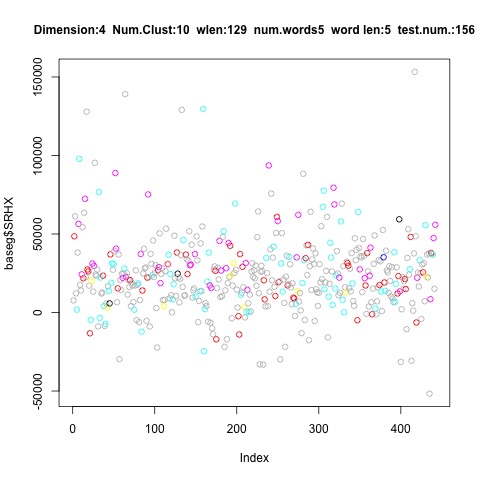 Dimension:4 Num.Clust:10 wlen:129 num.words5 word len:5 test.num.:156
baseg$SRHX
150000
100000
50000
0
-50000
0 100 200 300 400
Index